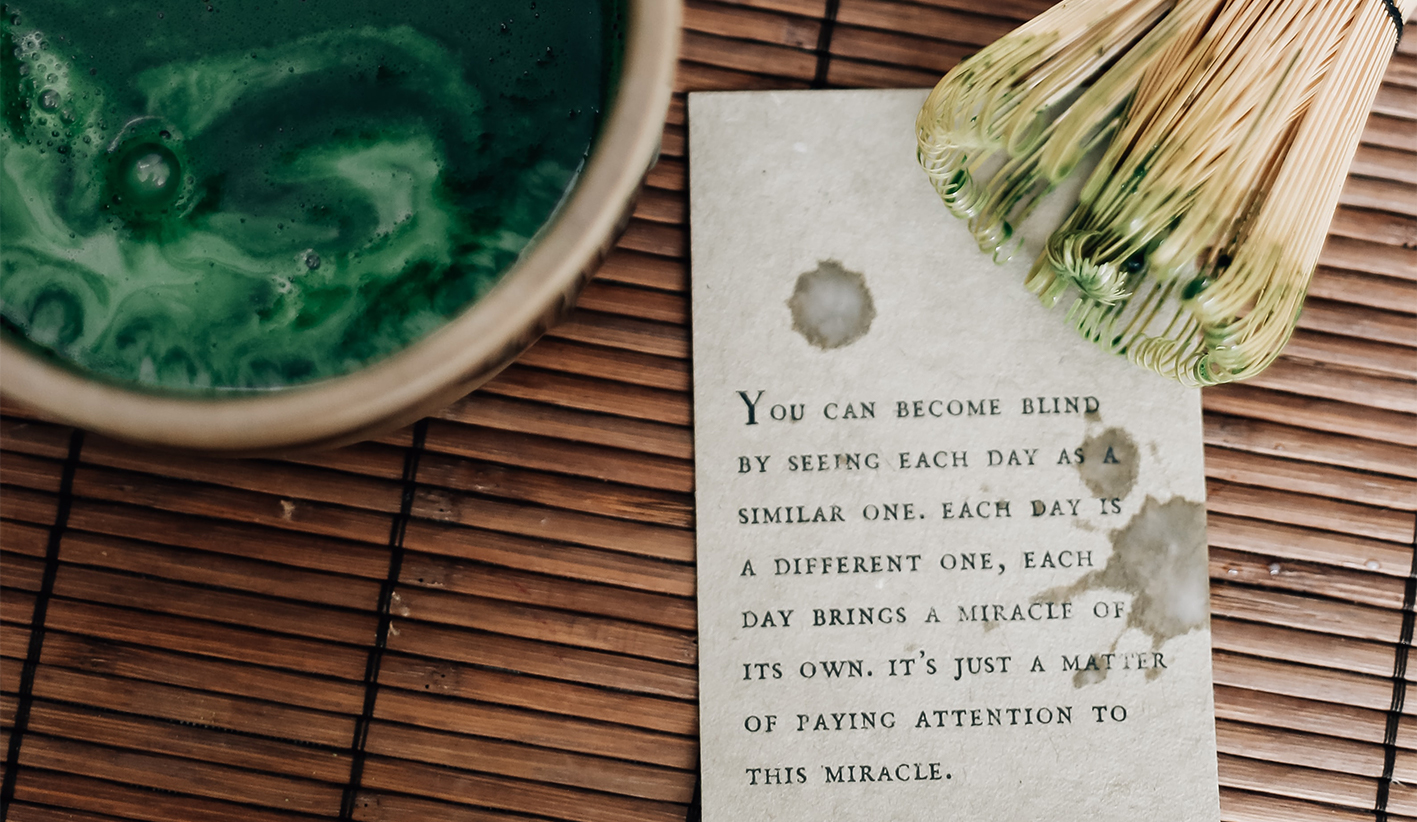 You can become blind
by seeing each day as a
similar one. Each day is
a different one, each
day brings a miracle of
its own. It's just a matter
of paying attention to
this miracle.